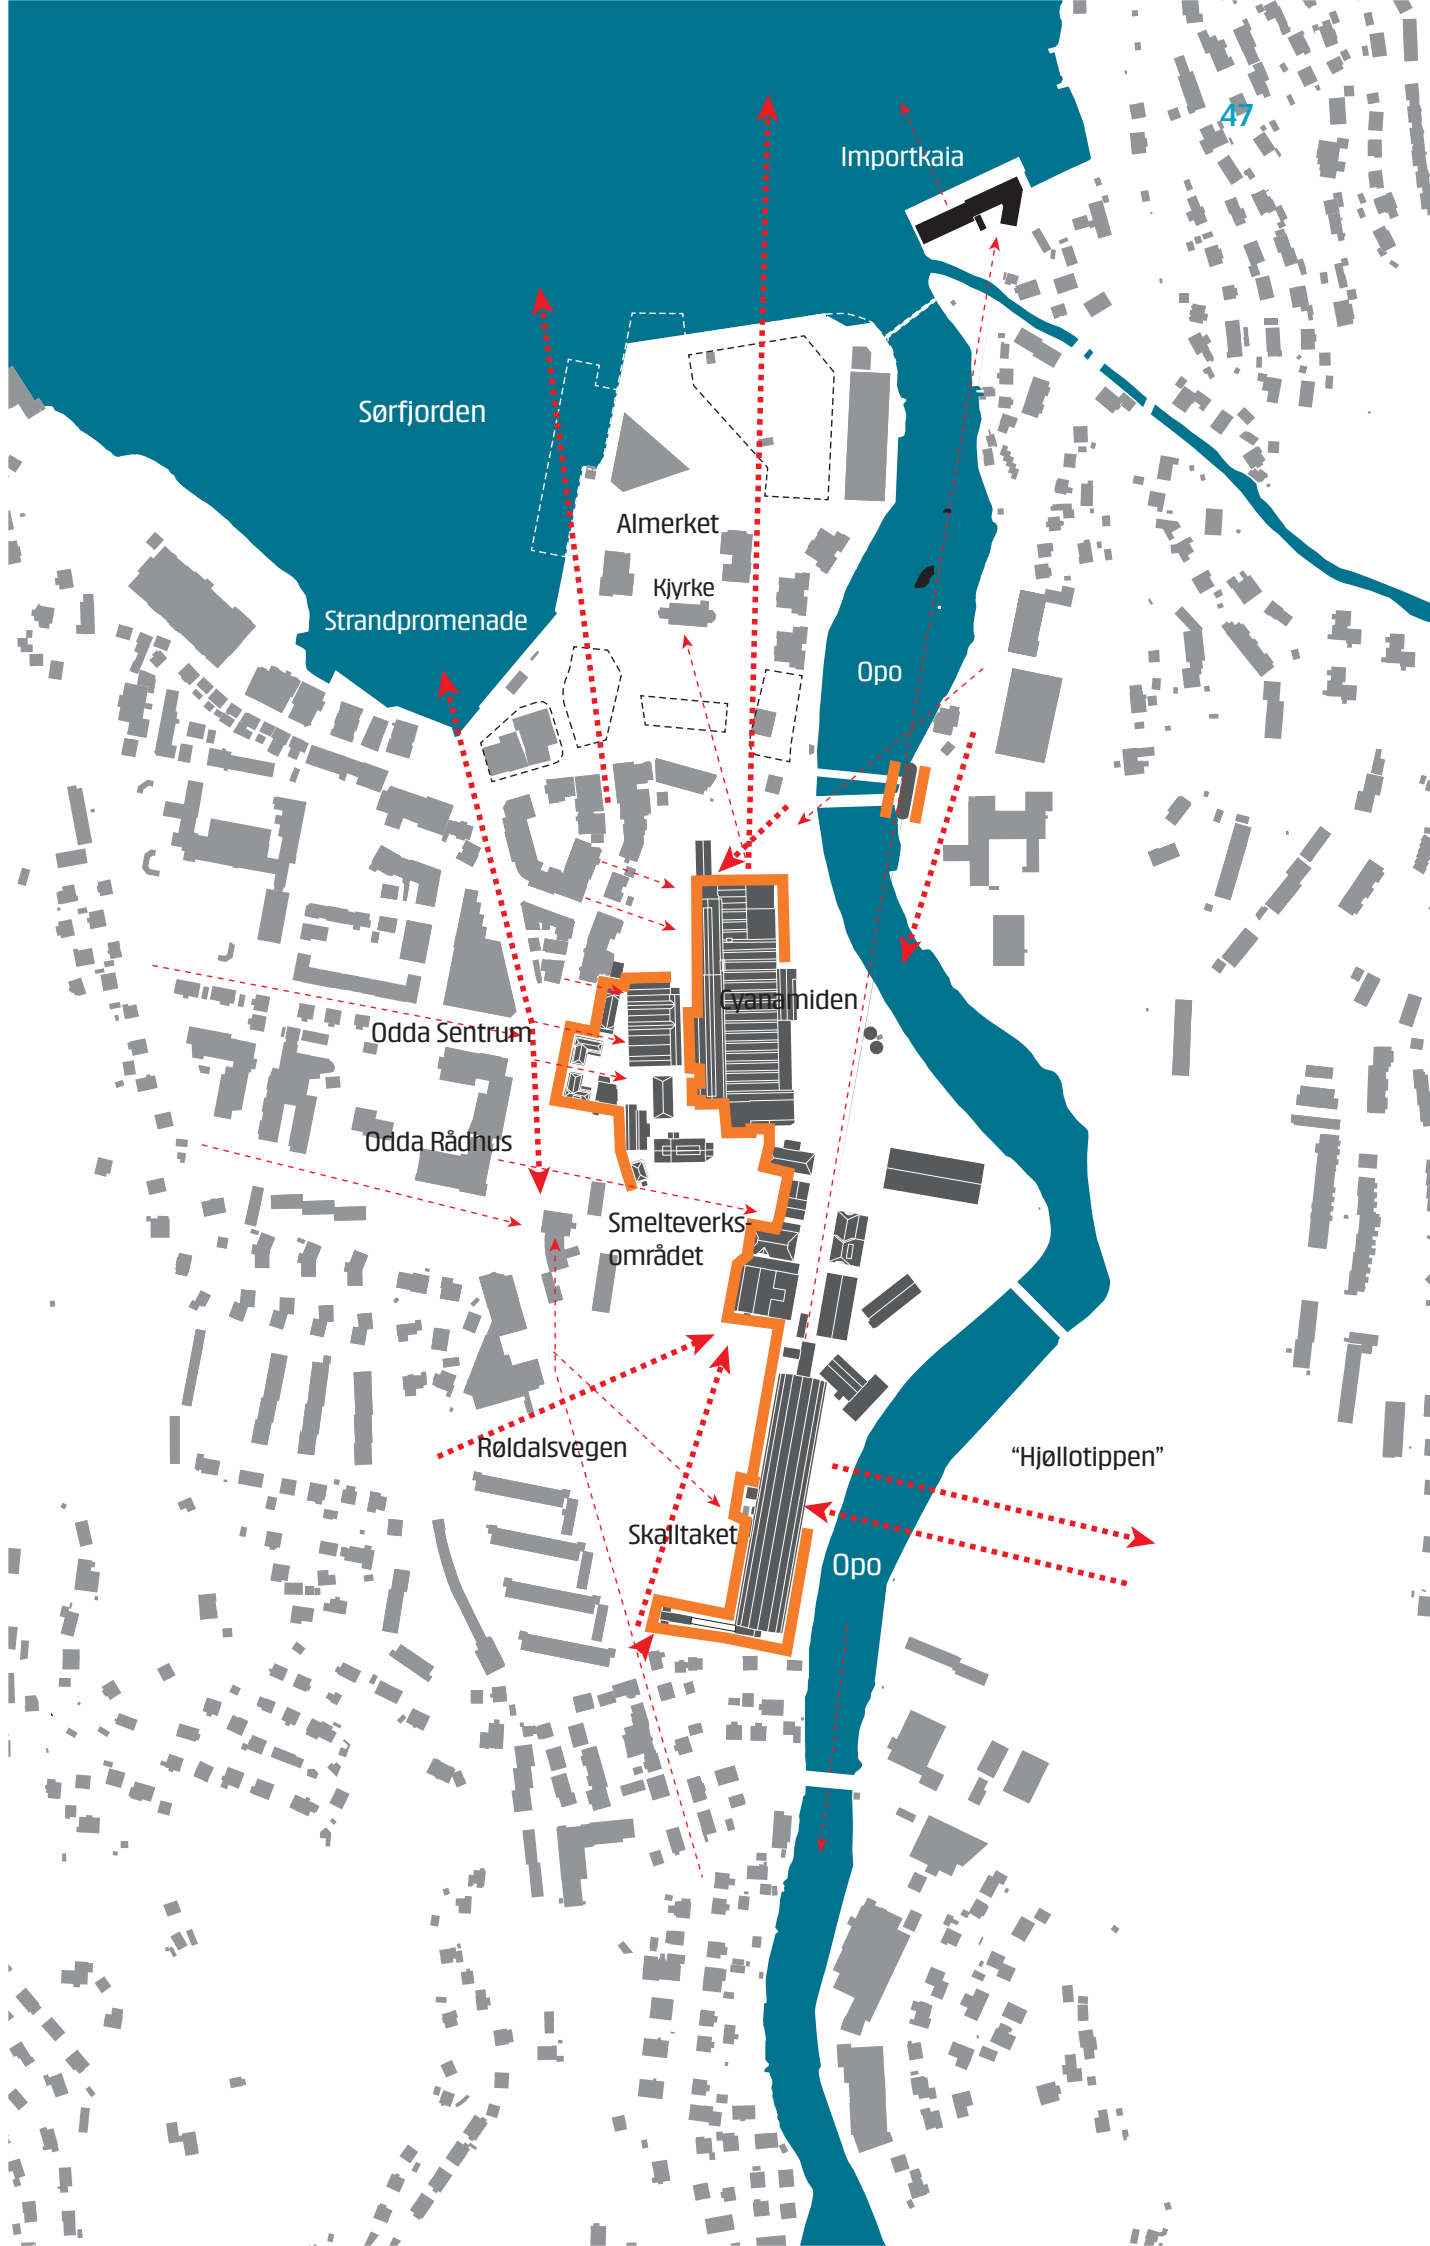 47
Importkaia
Sørfjorden
Almerket
Kjyrke
Strandpromenade
Opo
Cyanamiden
Odda Sentrum
Odda Rådhus
Smelteverks-
området
Røldalsvegen
"Hjøllotippen"
Skalltaket
Opo